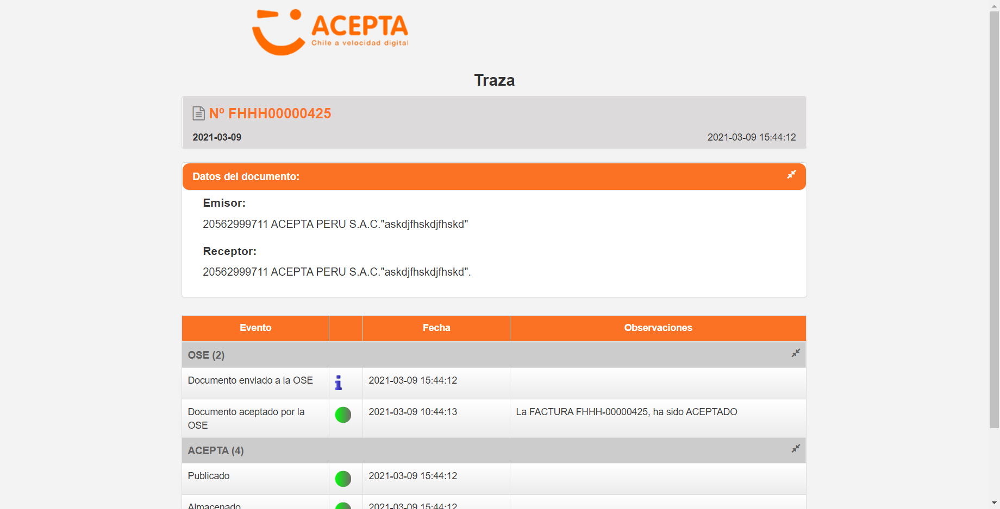 ACEPTA
Chile a velocidad digital
Traza
Nº FHHH00000425
2021-03-09
2021-03-09 15:44:12
Datos del documento:
Emisor:
20562999711 ACEPTA PERU S.A.C."askdjfhskdjfhskd"
Receptor:
20562999711 ACEPTA PERU S.A.C."askdjfhskdjfhskd".
Evento Fecha Observaciones
OSE (2)
Documento enviado a la OSE 2021-03-09 15:44:12
Documento aceptado por la 2021-03-09 10:44:13 La FACTURA FHHH-00000425, ha sido ACEPTADO
OSE
ACEPTA (4)
Publicado 2021-03-09 15:44:12
Almacenado 2021-03-09 15:44:12